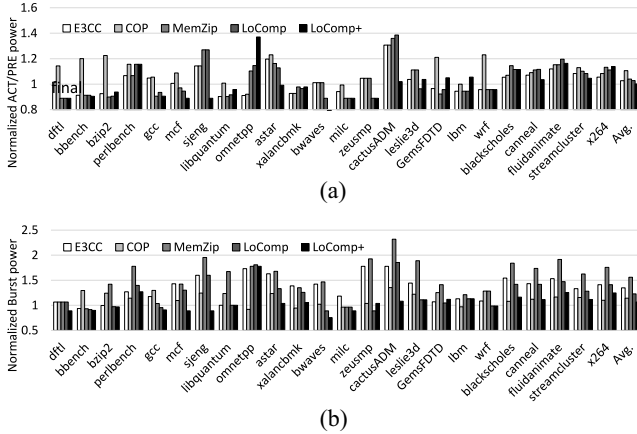 E3CC COP MemZip LoComp LoComp+
Normalized ACT/PRE power
1.6
1.4
1.2
1
0.8
final
dftl bbench bzip2 perlbench gcc mcf sjeng libquantum omnetpp astar xalancbmk bwaves milc zeusmp cactusADM leslie3d GemsFDTD lbm wrf blackscholes canneal fluidanimate streamcluster x264 Avg.
(a)
E3CC COP MemZip LoComp LoComp+
Normalized Burst power
2.5
2
1.5
1
0.5
dftl bbench bzip2 perlbench gcc mcf sjeng libquantum omnetpp astar xalancbmk bwaves milc zeusmp cactusADM leslie3d GemsFDTD lbm wrf blackscholes canneal fluidanimate streamcluster x264 Avg.
(b)